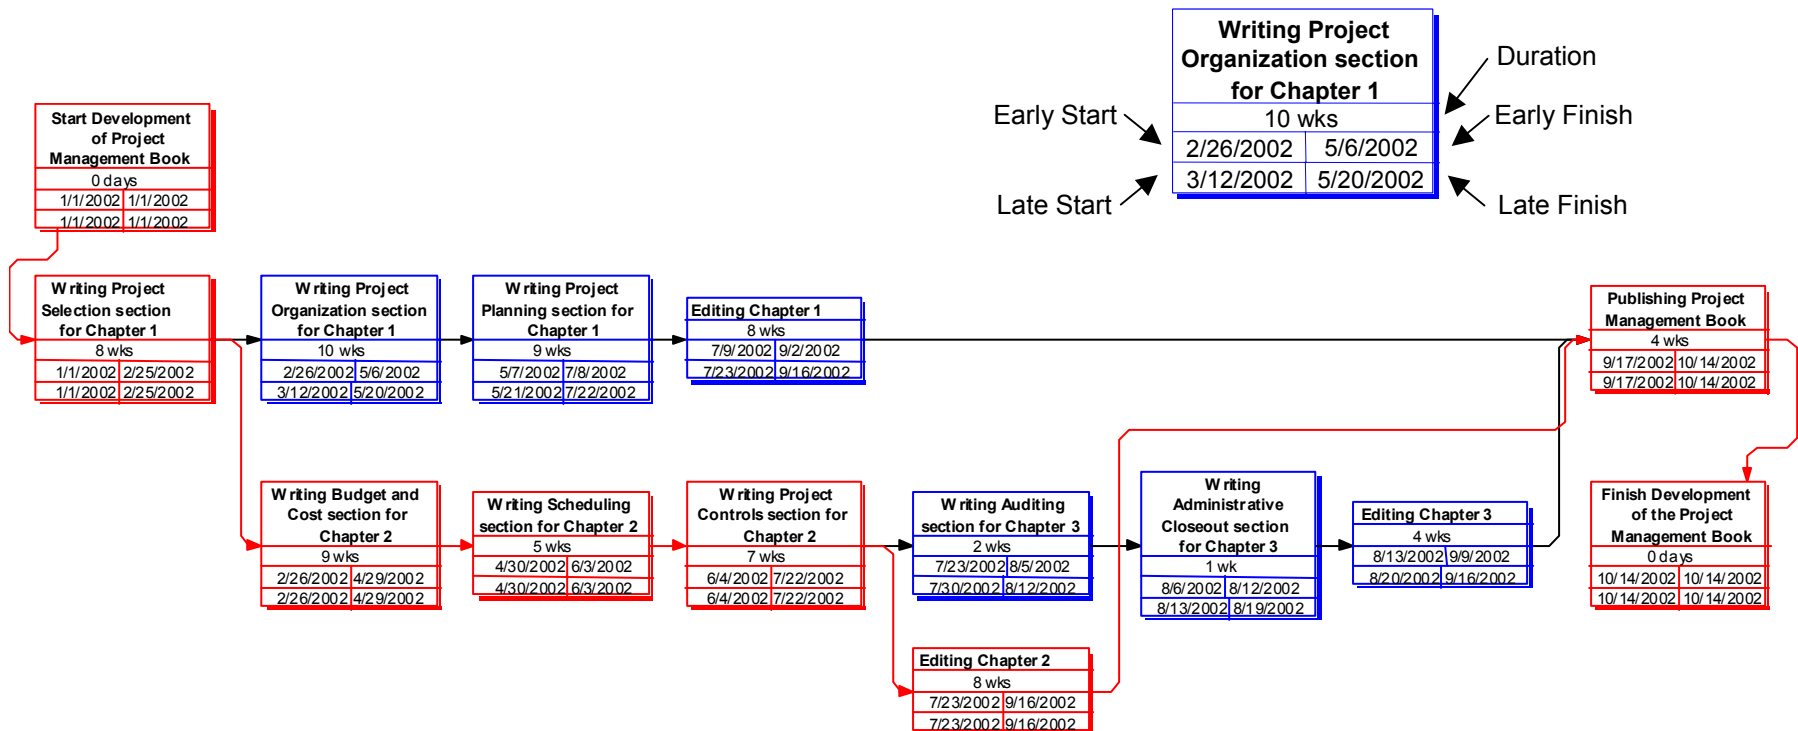 Writing Project
Organization section
for Chapter 1
10 wks
2/26/2002 5/6/2002
3/12/2002 5/20/2002
Duration
Early Start
Early Finish
Late Start
Late Finish
Start Development
of Project
Management Book
0 days
1/1/2002 1/1/2002
1/1/2002 1/1/2002
Writing Project
Selection section
for Chapter 1
8 wks
1/1/2002 2/25/2002
1/1/2002 2/25/2002
Writing Project
Organization section
for Chapter 1
10 wks
2/26/2002 5/6/2002
3/12/2002 5/20/2002
Writing Project
Planning section for
Chapter 1
9 wks
5/7/2002 7/8/2002
5/21/2002 7/22/2002
Editing Chapter 1
8 wks
7/9/2002 9/2/2002
7/23/2002 9/16/2002
Publishing Project
Management Book
4 wks
9/17/2002 10/14/2002
9/17/2002 10/14/2002
Writing Budget and
Cost section for
Chapter 2
9 wks
2/26/2002 4/29/2002
2/26/2002 4/29/2002
Writing Scheduling
section for Chapter 2
5 wks
4/30/2002 6/3/2002
4/30/2002 6/3/2002
Writing Project
Controls section for
Chapter 2
7 wks
6/4/2002 7/22/2002
6/4/2002 7/22/2002
Writing Auditing
section for Chapter 3
2 wks
7/23/2002 8/5/2002
7/30/2002 8/12/2002
Writing
Administrative
Closeout section
for Chapter 3
1 wk
8/6/2002 8/12/2002
8/13/2002 8/19/2002
Editing Chapter 3
4 wks
8/13/2002 9/9/2002
8/20/2002 9/16/2002
Finish Development
of the Project
Management Book
0 days
10/14/2002 10/14/2002
10/14/2002 10/14/2002
Editing Chapter 2
8 wks
7/23/2002 9/16/2002
7/23/2002 9/16/2002